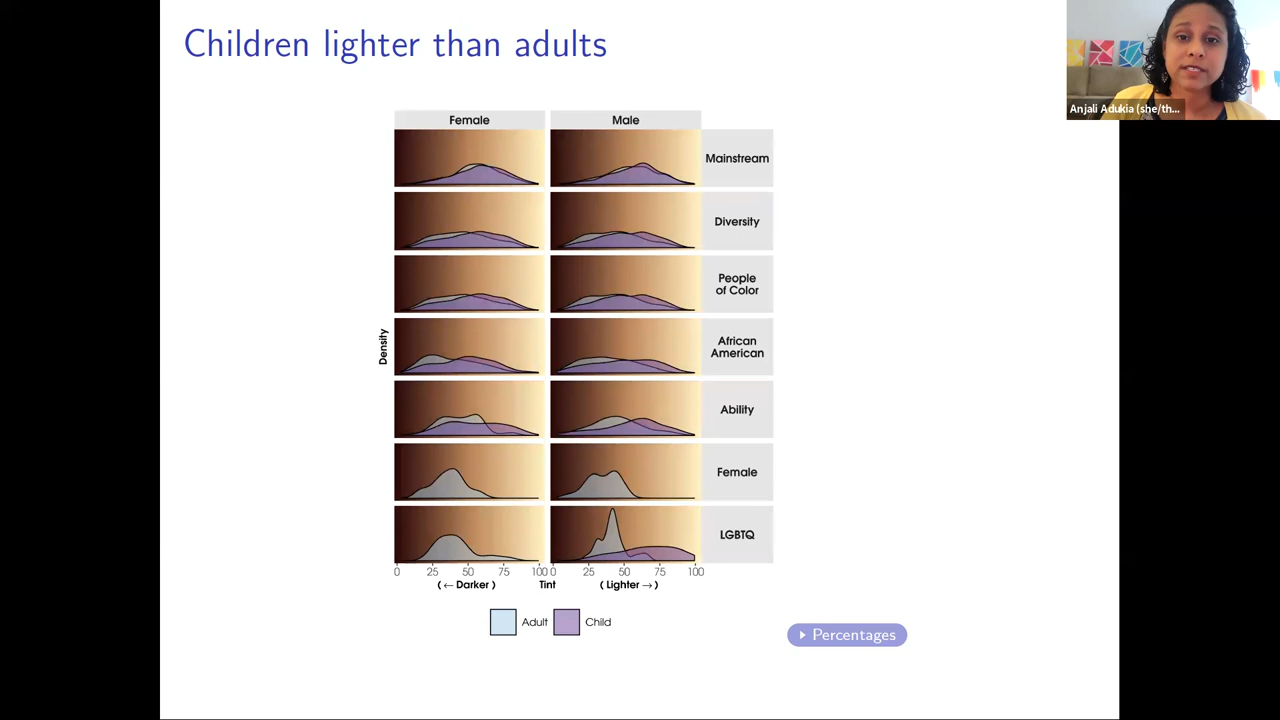 Children lighter than adults
Anjali Adukia (she/th...
Female
Male
Mainstream
Diversity
People
of Color
African
American
Ability
Female
LGBTQ
Density
0 25 50 75 100 0 25 50 75 100
( ← Darker ) Tint ( Lighter → )
Adult Child
Percentages